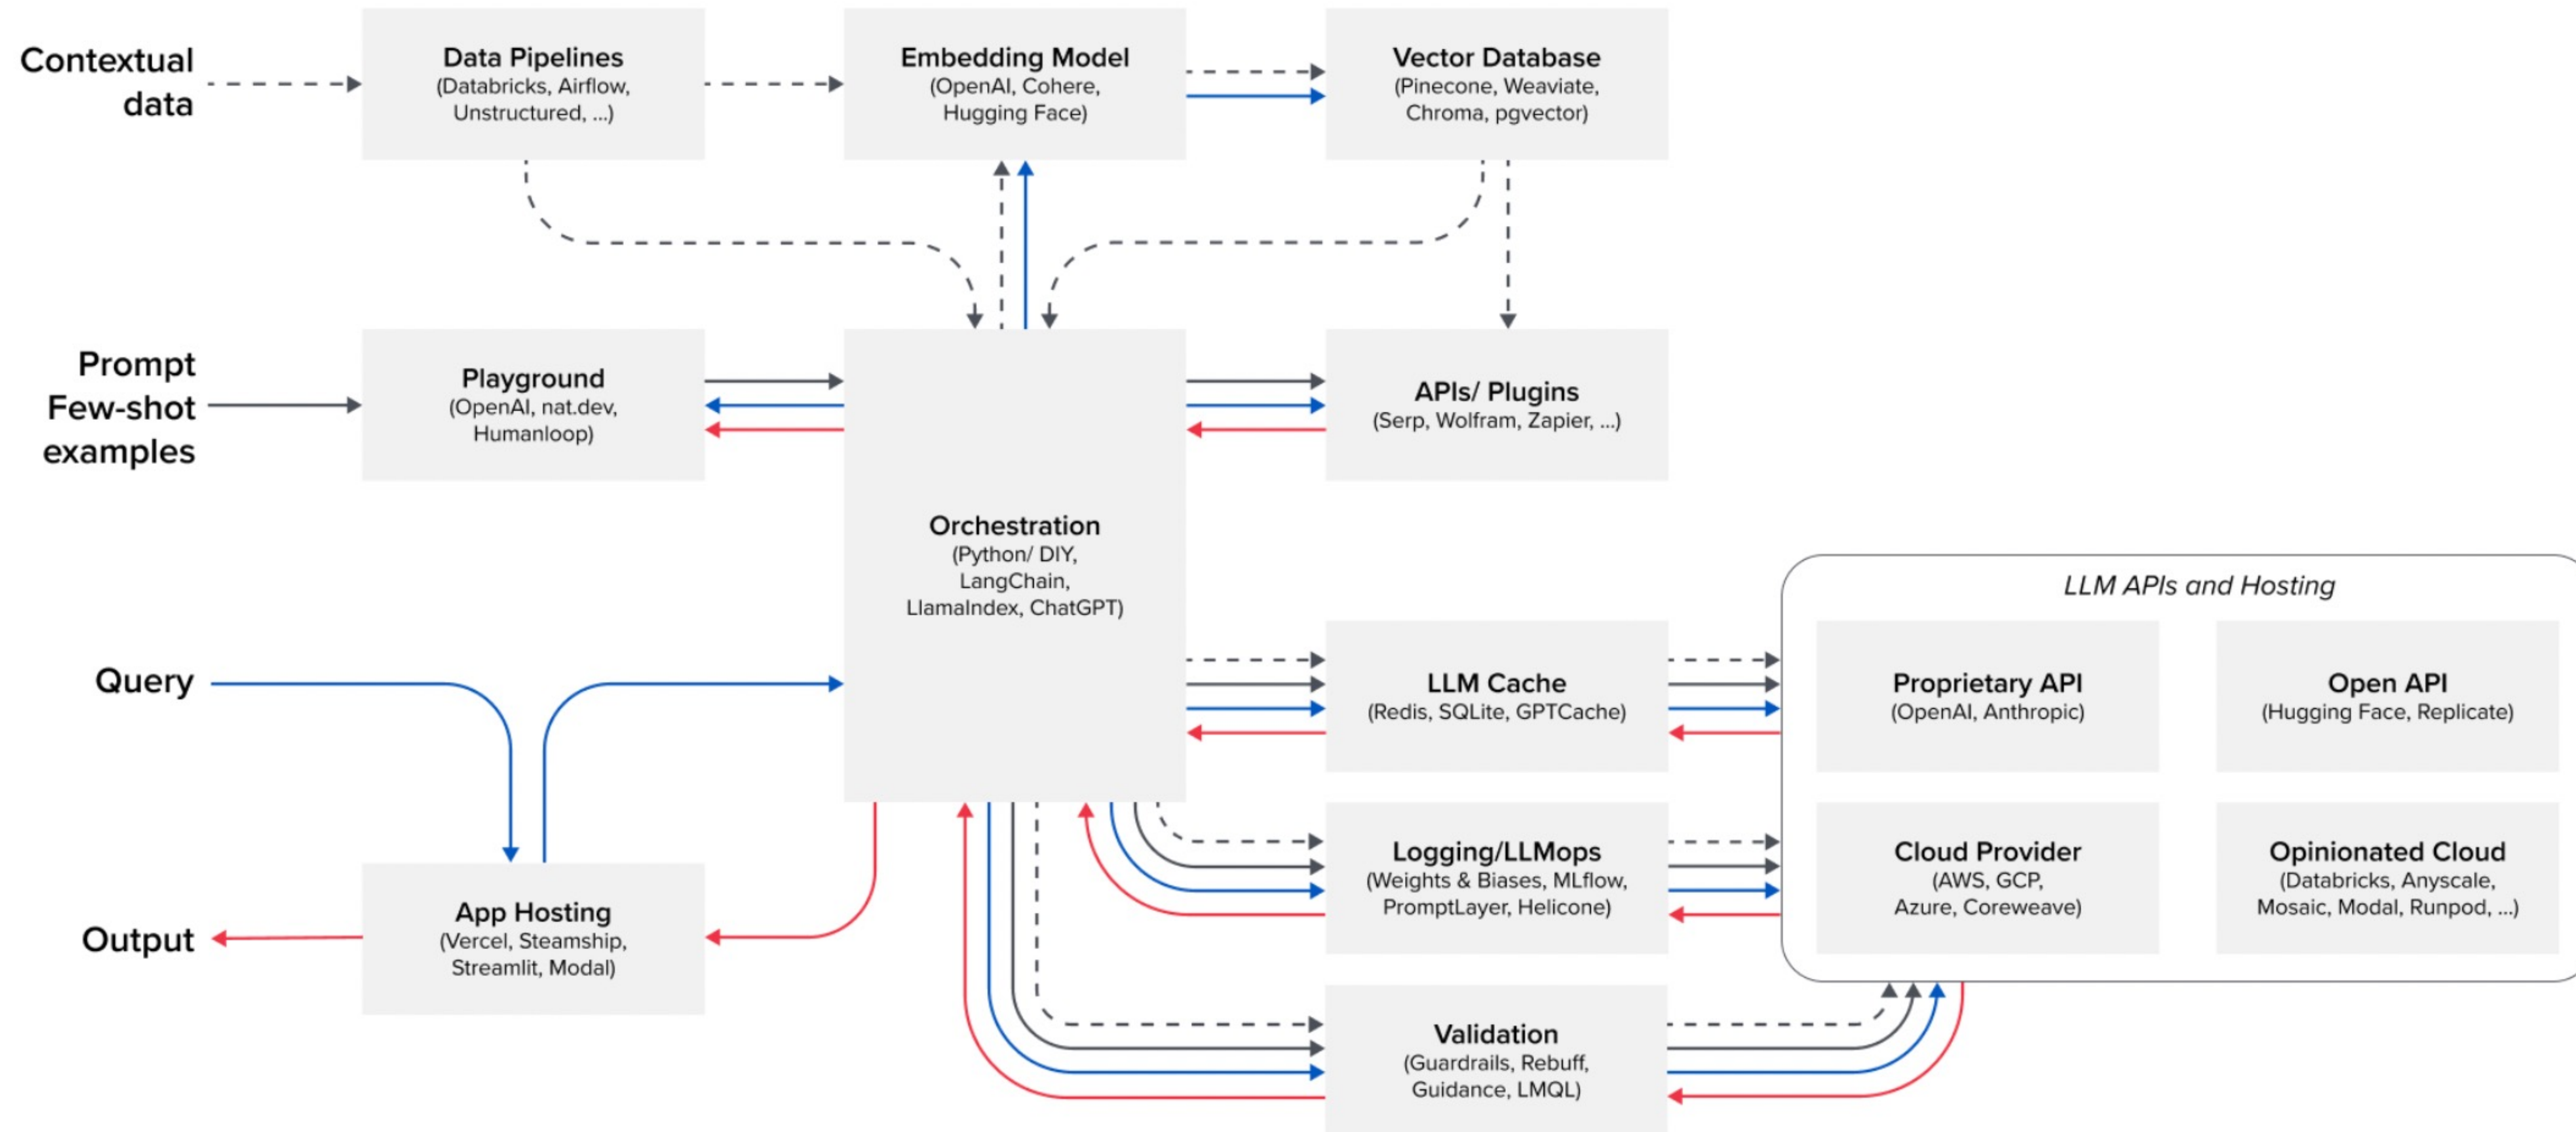 Contextual
data
Data Pipelines
(Databricks, Airflow,
Unstructured, ...)
Embedding Model
(OpenAI, Cohere,
Hugging Face)
Vector Database
(Pinecone, Weaviate,
Chroma, pgvector)
Prompt
Few-shot
examples
Playground
(OpenAI, nat.dev,
Humanloop)
Orchestration
(Python/ DIY,
LangChain,
LlamaIndex, ChatGPT)
APIs/ Plugins
(Serp, Wolfram, Zapier, ...)
Query
LLM Cache
(Redis, SQLite, GPTCache)
LLM APIs and Hosting
Proprietary API
(OpenAI, Anthropic)
Open API
(Hugging Face, Replicate)
Output
App Hosting
(Vercel, Steamship,
Streamlit, Modal)
Logging/LLMops
(Weights & Biases, MLflow,
PromptLayer, Helicone)
Cloud Provider
(AWS, GCP,
Azure, Coreweave)
Opinionated Cloud
(Databricks, Anyscale,
Mosaic, Modal, Runpod, ...)
Validation
(Guardrails, Rebuff,
Guidance, LMQL)